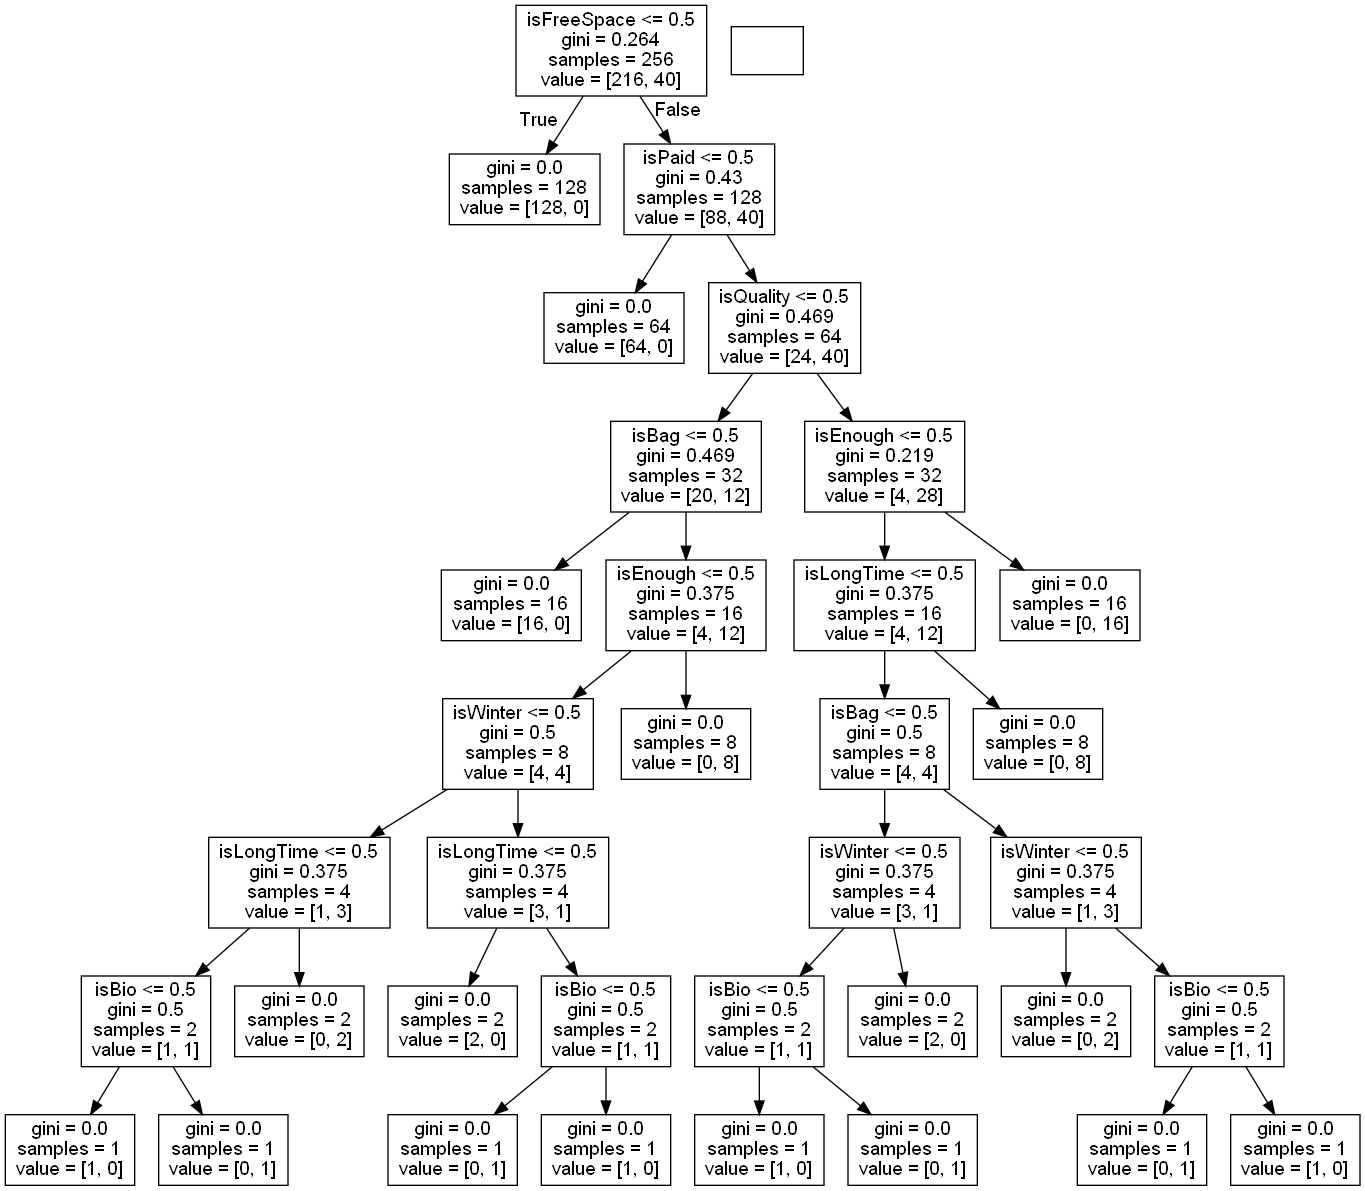 isFreeSpace <= 0.5
gini = 0.264
samples = 256
value = [216, 40]
True
False
gini = 0.0
samples = 128
value = [128, 0]
isPaid <= 0.5
gini = 0.43
samples = 128
value = [88, 40]
gini = 0.0
samples = 64
value = [64, 0]
isQuality <= 0.5
gini = 0.469
samples = 64
value = [24, 40]
isBag <= 0.5
gini = 0.469
samples = 32
value = [20, 12]
isEnough <= 0.5
gini = 0.219
samples = 32
value = [4, 28]
gini = 0.0
samples = 16
value = [16, 0]
isEnough <= 0.5
gini = 0.375
samples = 16
value = [4, 12]
isLongTime <= 0.5
gini = 0.375
samples = 16
value = [4, 12]
gini = 0.0
samples = 16
value = [0, 16]
isWinter <= 0.5
gini = 0.5
samples = 8
value = [4, 4]
gini = 0.0
samples = 8
value = [0, 8]
isBag <= 0.5
gini = 0.5
samples = 8
value = [4, 4]
gini = 0.0
samples = 8
value = [0, 8]
isLongTime <= 0.5
gini = 0.375
samples = 4
value = [1, 3]
isLongTime <= 0.5
gini = 0.375
samples = 4
value = [3, 1]
isWinter <= 0.5
gini = 0.375
samples = 4
value = [3, 1]
isWinter <= 0.5
gini = 0.375
samples = 4
value = [1, 3]
isBio <= 0.5
gini = 0.5
samples = 2
value = [1, 1]
gini = 0.0
samples = 2
value = [0, 2]
gini = 0.0
samples = 2
value = [2, 0]
isBio <= 0.5
gini = 0.5
samples = 2
value = [1, 1]
isBio <= 0.5
gini = 0.5
samples = 2
value = [1, 1]
gini = 0.0
samples = 2
value = [2, 0]
gini = 0.0
samples = 2
value = [0, 2]
isBio <= 0.5
gini = 0.5
samples = 2
value = [1, 1]
gini = 0.0
samples = 1
value = [1, 0]
gini = 0.0
samples = 1
value = [0, 1]
gini = 0.0
samples = 1
value = [0, 1]
gini = 0.0
samples = 1
value = [1, 0]
gini = 0.0
samples = 1
value = [1, 0]
gini = 0.0
samples = 1
value = [0, 1]
gini = 0.0
samples = 1
value = [0, 1]
gini = 0.0
samples = 1
value = [1, 0]